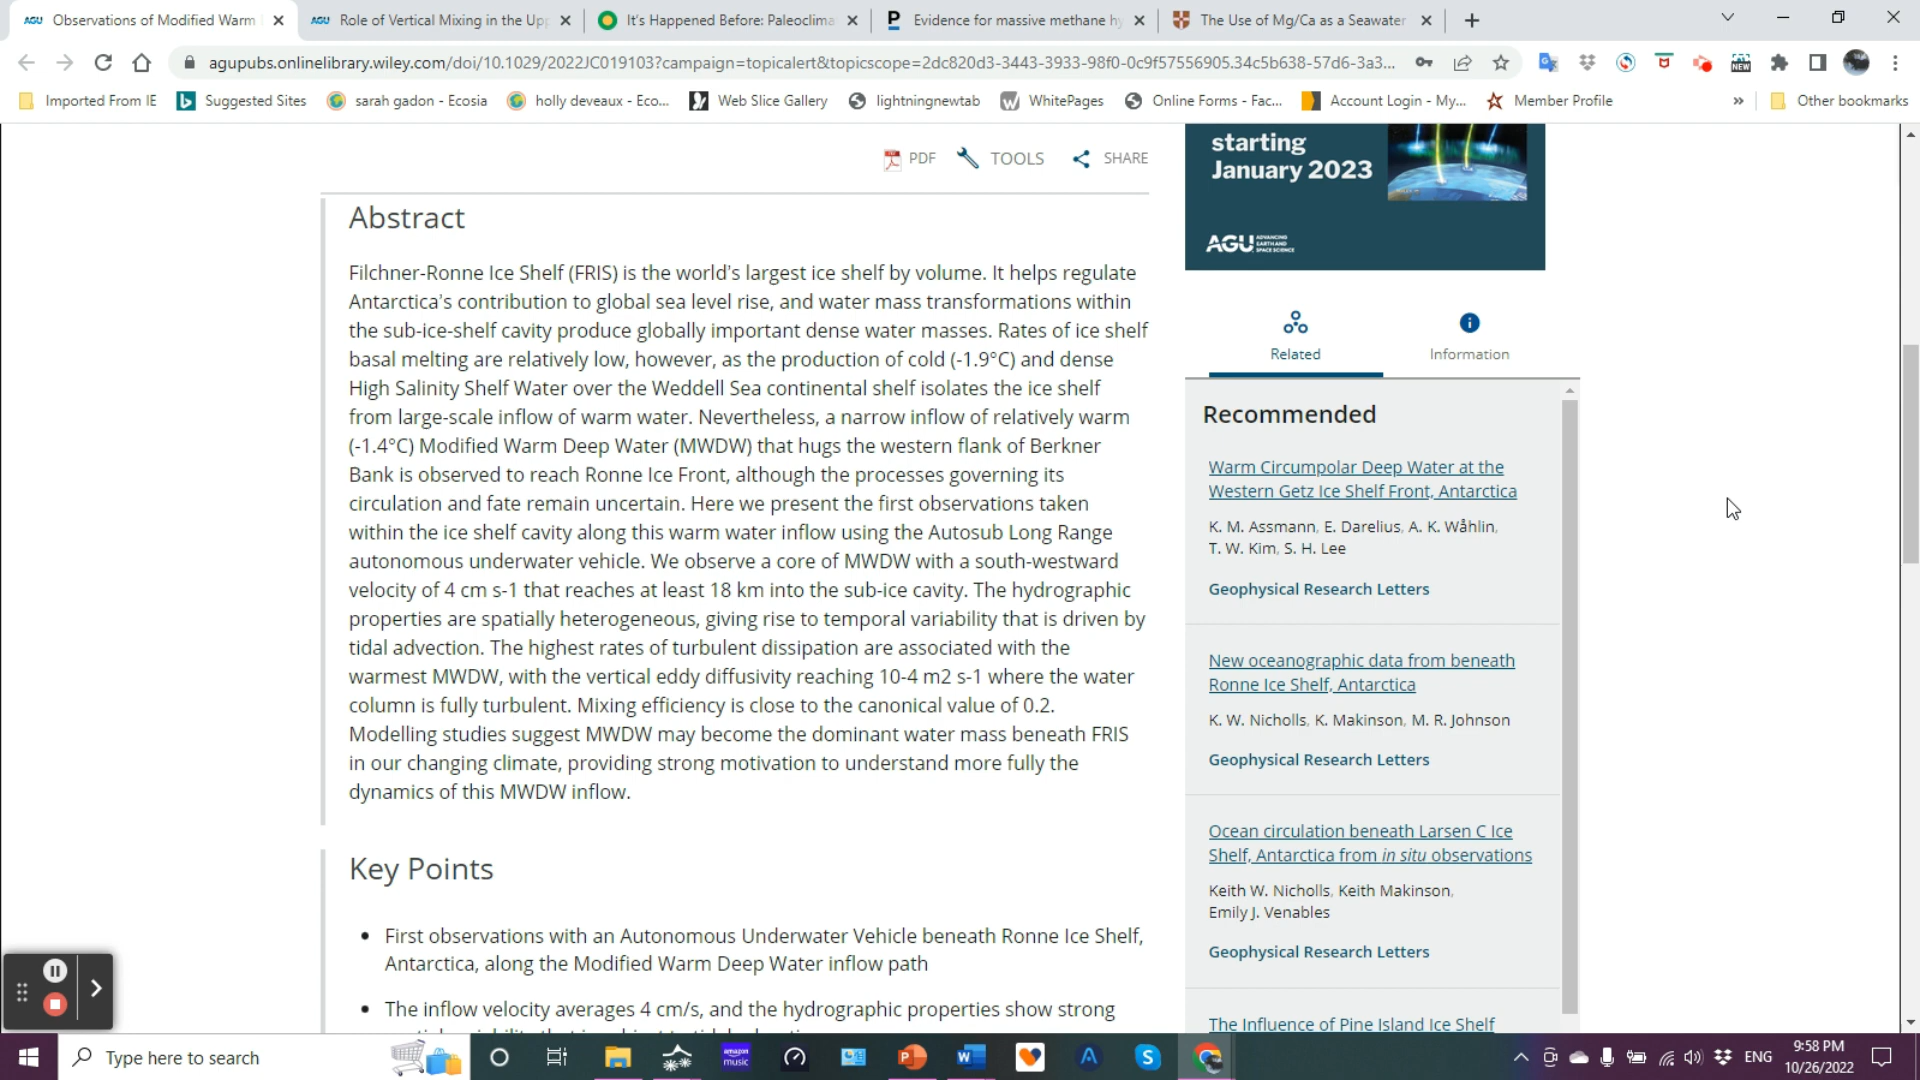 AGU Observations of Modified Warm
AGU Role of Vertical Mixing in the Upp
It's Happened Before: Paleoclima
Evidence for massive methane hy
The Use of Mg/Ca as a Seawater
agupubs.onlinelibrary.wiley.com/doi/10.1029/2022JC019103?campaign=topicalert&topicscope=2dc820d3-3443-3933-98f0-0c9f57556905.34c5b638-57d6-3a3...
NEW
Imported From IE
Suggested Sites
sarah gadon - Ecosia
holly deveaux - Eco...
Web Slice Gallery
lightningnewtab
WhitePages
Online Forms - Fac...
Account Login - My...
Member Profile
Other bookmarks
PDF
TOOLS
SHARE
Abstract
Filchner-Ronne Ice Shelf (FRIS) is the world's largest ice shelf by volume. It helps regulate
Antarctica's contribution to global sea level rise, and water mass transformations within
the sub-ice-shelf cavity produce globally important dense water masses. Rates of ice shelf
basal melting are relatively low, however, as the production of cold (-1.9°C) and dense
High Salinity Shelf Water over the Weddell Sea continental shelf isolates the ice shelf
from large-scale inflow of warm water. Nevertheless, a narrow inflow of relatively warm
(-1.4°C) Modified Warm Deep Water (MWDW) that hugs the western flank of Berkner
Bank is observed to reach Ronne Ice Front, although the processes governing its
circulation and fate remain uncertain. Here we present the first observations taken
within the ice shelf cavity along this warm water inflow using the Autosub Long Range
autonomous underwater vehicle. We observe a core of MWDW with a south-westward
velocity of 4 cm s-1 that reaches at least 18 km into the sub-ice cavity. The hydrographic
properties are spatially heterogeneous, giving rise to temporal variability that is driven by
tidal advection. The highest rates of turbulent dissipation are associated with the
warmest MWDW, with the vertical eddy diffusivity reaching 10-4 m2 s-1 where the water
column is fully turbulent. Mixing efficiency is close to the canonical value of 0.2.
Modelling studies suggest MWDW may become the dominant water mass beneath FRIS
in our changing climate, providing strong motivation to understand more fully the
dynamics of this MWDW inflow.
Key Points
• First observations with an Autonomous Underwater Vehicle beneath Ronne Ice Shelf,
Antarctica, along the Modified Warm Deep Water inflow path
• The inflow velocity averages 4 cm/s, and the hydrographic properties show strong
starting
January 2023
AGU ADVANCING
EARTH AND
SPACE SCIENCE
Related
Information
Recommended
Warm Circumpolar Deep Water at the
Western Getz Ice Shelf Front, Antarctica
K. M. Assmann, E. Darelius, A. K. Wåhlin,
T. W. Kim, S. H. Lee
Geophysical Research Letters
New oceanographic data from beneath
Ronne Ice Shelf, Antarctica
K. W. Nicholls, K. Makinson, M. R. Johnson
Geophysical Research Letters
Ocean circulation beneath Larsen C Ice
Shelf, Antarctica from in situ observations
Keith W. Nicholls, Keith Makinson,
Emily J. Venables
Geophysical Research Letters
The Influence of Pine Island Ice Shelf
Type here to search
amazon
music
ENG
9:58 PM
10/26/2022